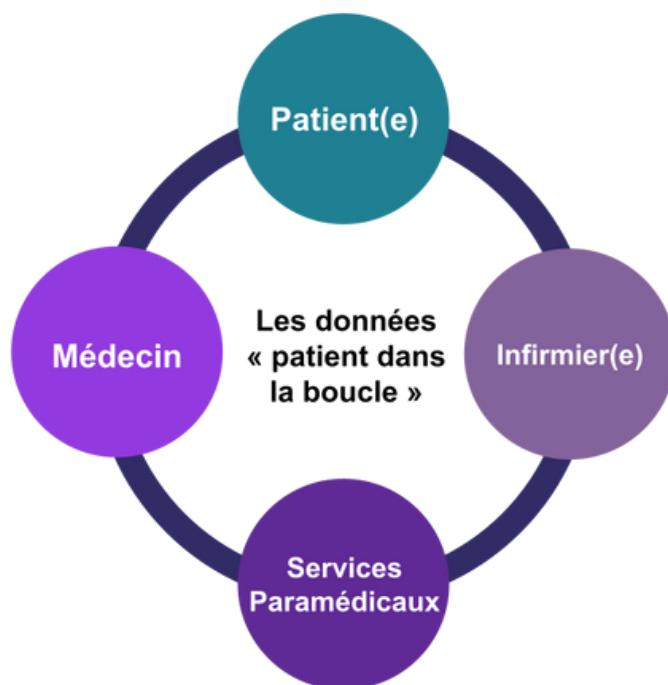 Patient(e)
Médecin
Les données
« patient dans
la boucle »
Infirmier(e)
Services
Paramédicaux